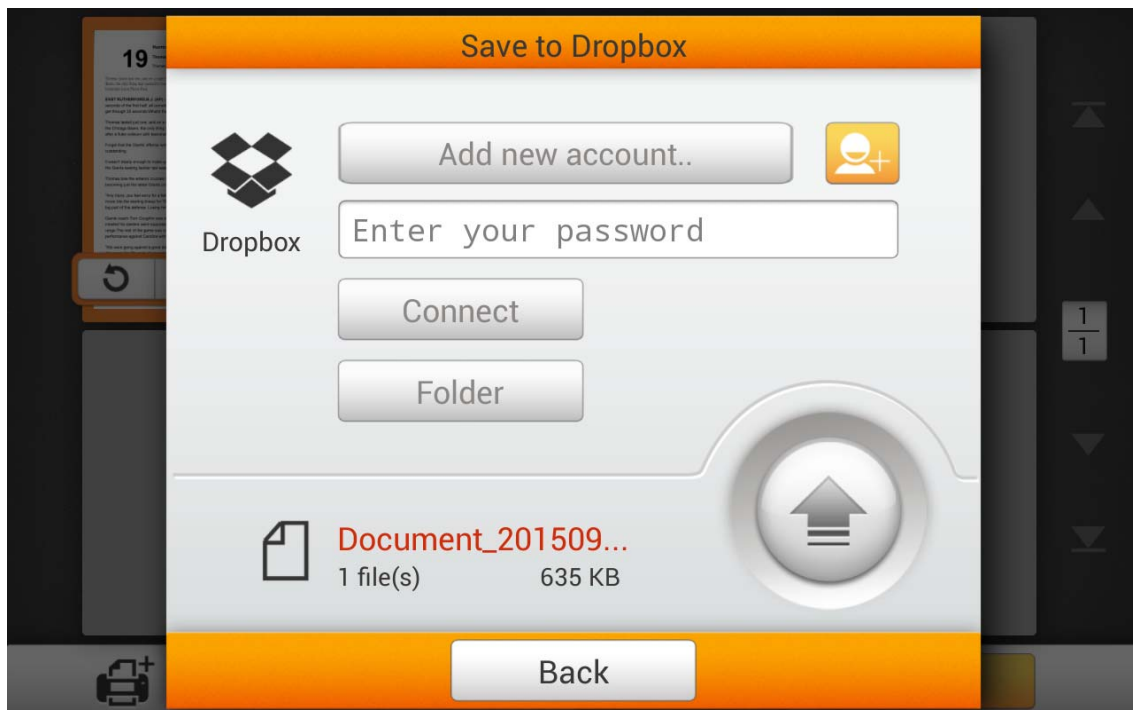 Save to Dropbox
19
Add new account..
Dropbox
Enter your password
Connect
Folder
1
1
Document_201509...
1 file(s) 635 KB
Back